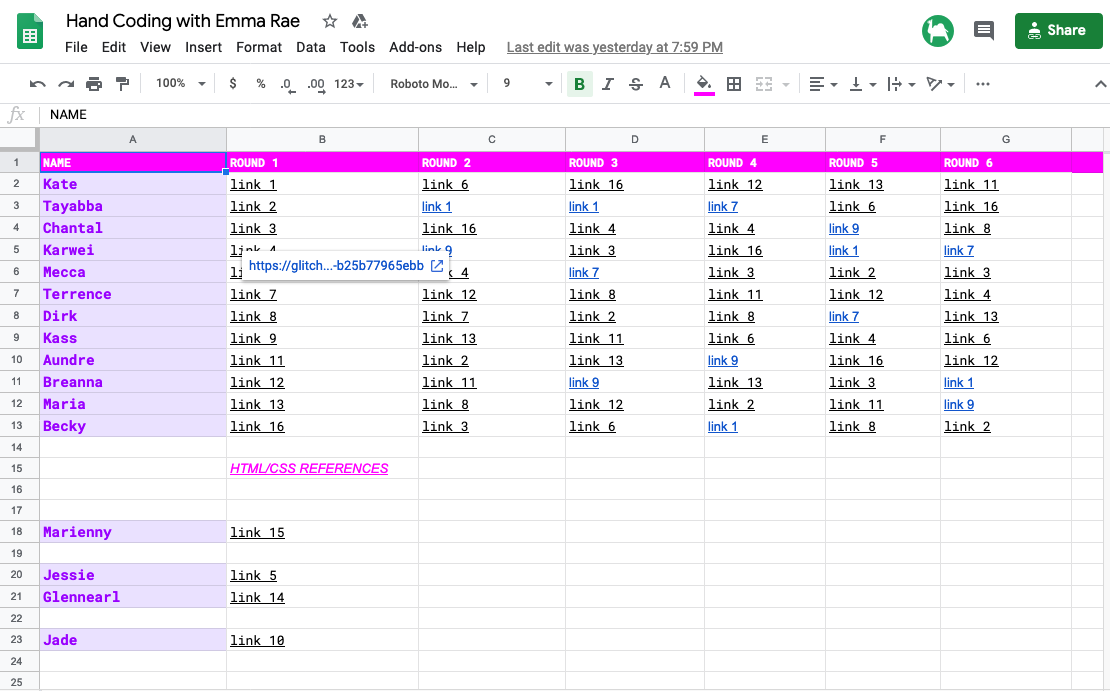 Hand Coding with Emma Rae
File Edit View Insert Format Data Tools Add-ons Help Last edit was yesterday at 7:59 PM
Share
100% $ % .0 .00 123 Roboto Mo... 9 B I S A
fx NAME
A B C D E F G
1 NAME ROUND 1 ROUND 2 ROUND 3 ROUND 4 ROUND 5 ROUND 6
2 Kate link 1 link 6 link 16 link 12 link 13 link 11
3 Tayabba link 2 link 1 link 1 link 7 link 6 link 16
4 Chantal link 3 link 16 link 4 link 4 link 9 link 8
5 Karwei link 4 link 9 link 3 link 16 link 1 link 7
https://glitch...-b25b77965ebb
6 Mecca li k 4 link 7 link 3 link 2 link 3
7 Terrence link 7 link 12 link 8 link 11 link 12 link 4
8 Dirk link 8 link 7 link 2 link 8 link 7 link 13
9 Kass link 9 link 13 link 11 link 6 link 4 link 6
10 Aundre link 11 link 2 link 13 link 9 link 16 link 12
11 Breanna link 12 link 11 link 9 link 13 link 3 link 1
12 Maria link 13 link 8 link 12 link 2 link 11 link 9
13 Becky link 16 link 3 link 6 link 1 link 8 link 2
14
15 HTML/CSS REFERENCES
16
17
18 Marienny link 15
19
20 Jessie link 5
21 Glennearl link 14
22
23 Jade link 10
24
25